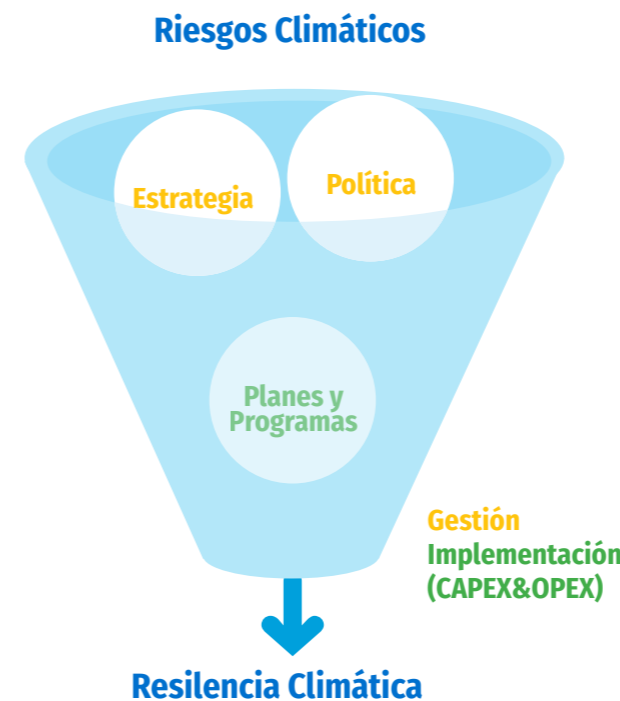 Riesgos Climáticos
Estrategia
Política
Planes y
Programas
Gestión
Implementación
(CAPEX&OPEX)
Resilencia Climática